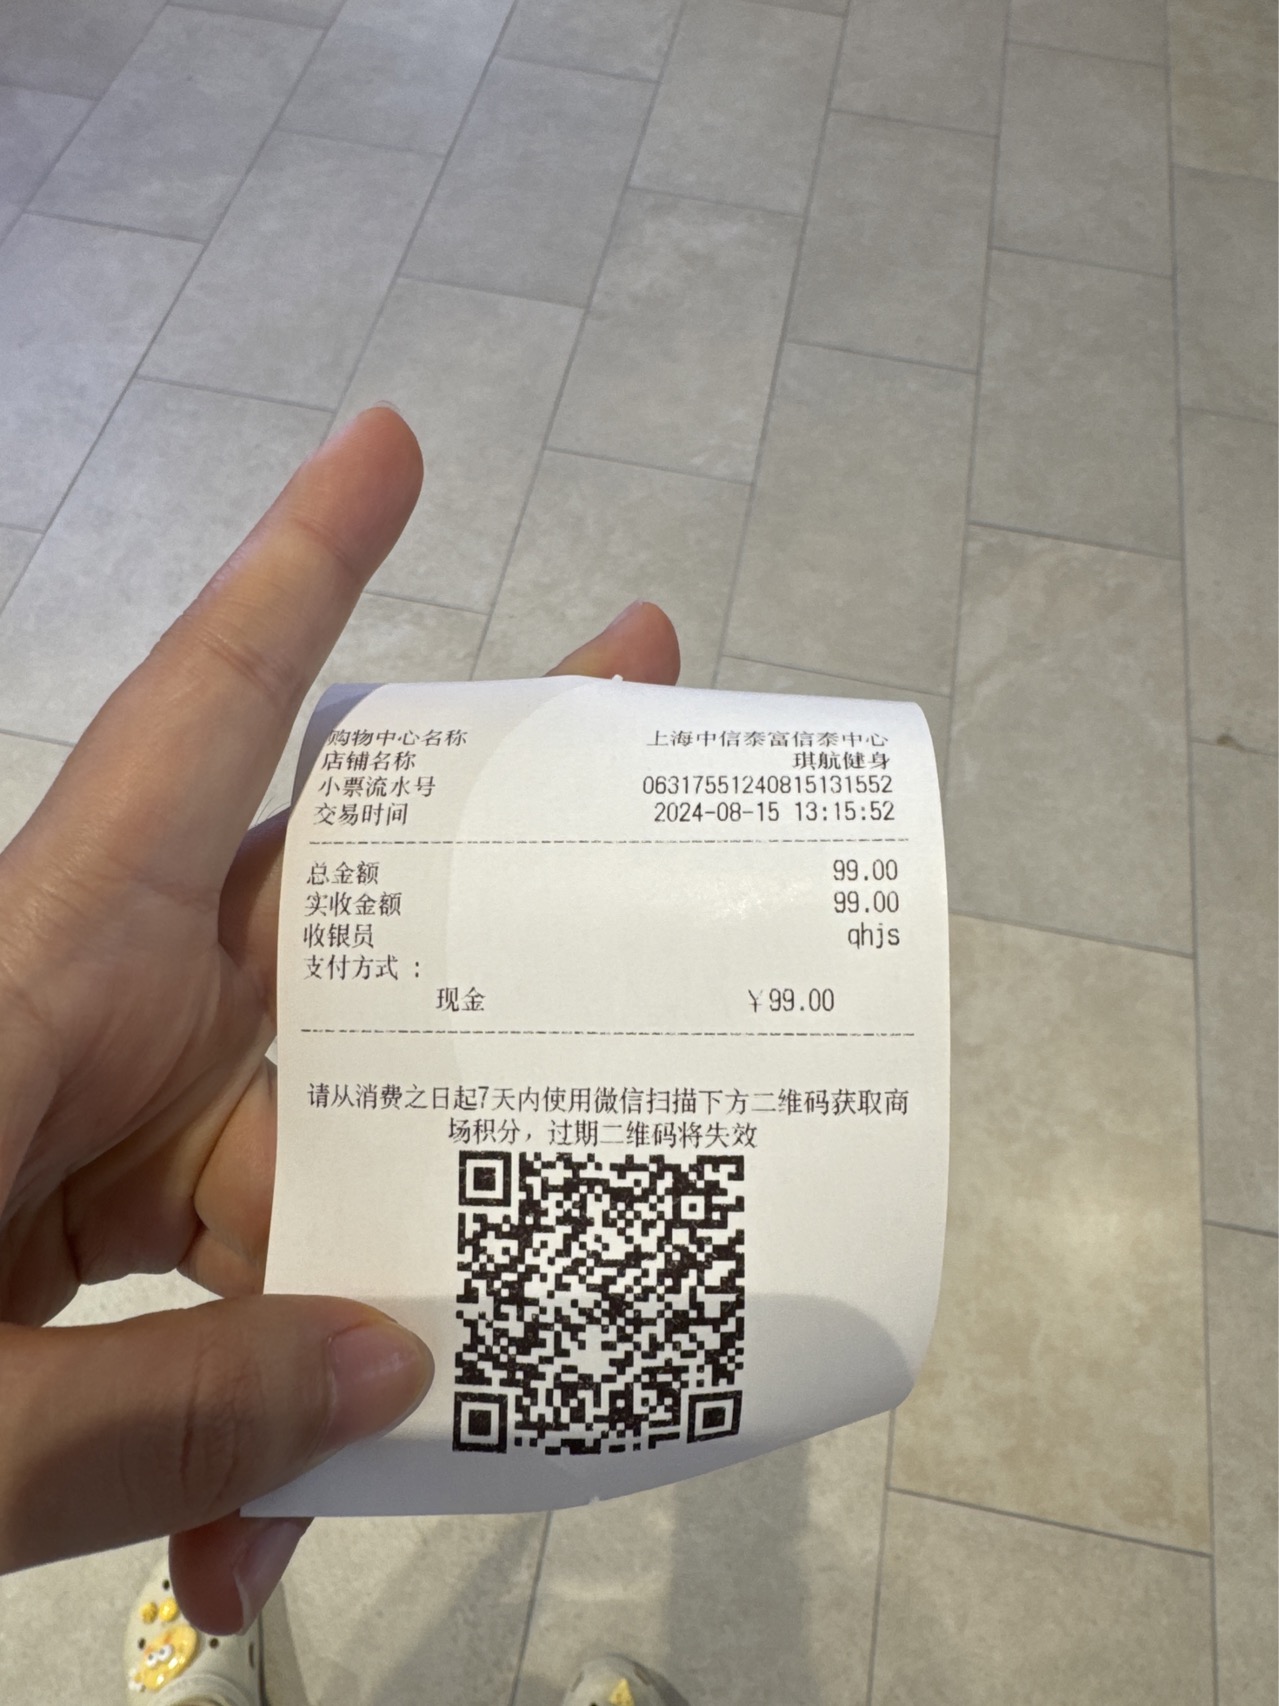 购物中心名称 上海中信泰富信泰中心
店铺名称 琪航健身
小票流水号 06317551240815131552
交易时间 2024-08-15 13:15:52
总金额 99.00
实收金额 99.00
收银员 qhjs
支付方式 :
现金 ￥99.00
请从消费之日起7天内使用微信扫描下方二维码获取商
场积分，过期二维码将失效